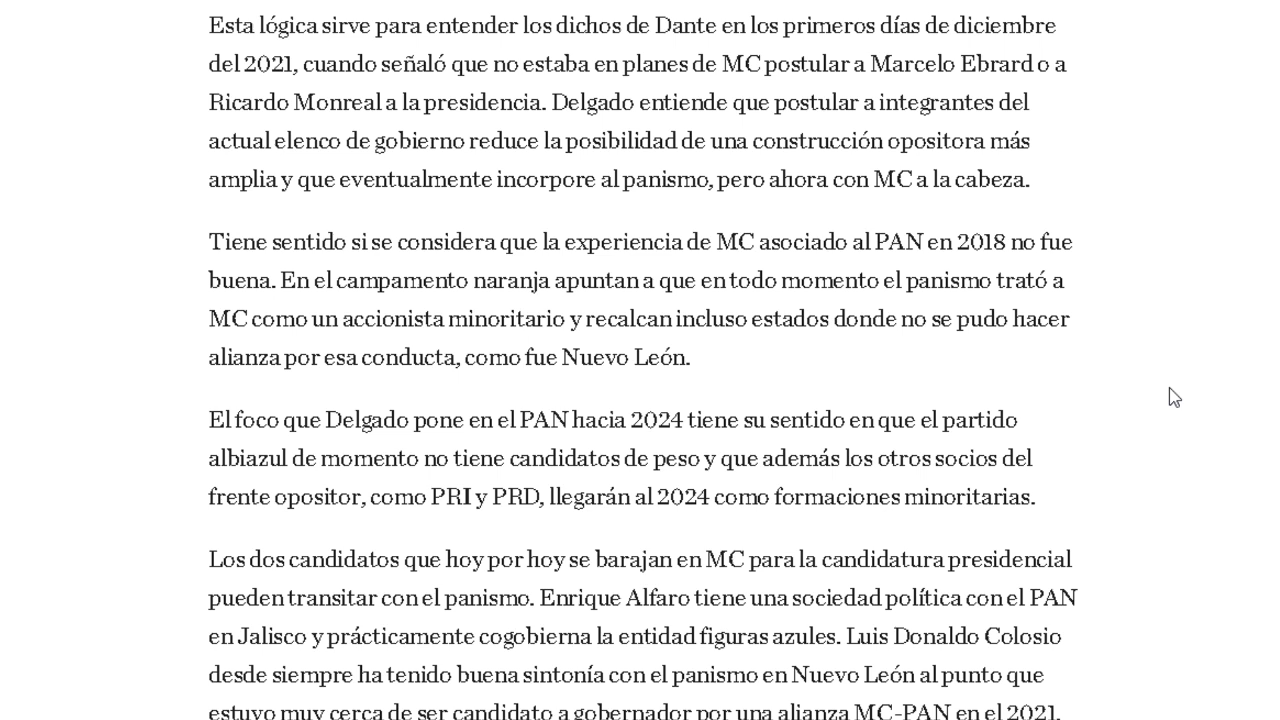 Esta lógica sirve para entender los dichos de Dante en los primeros días de diciembre
del 2021, cuando señaló que no estaba en planes de MC postular a Marcelo Ebrard o a
Ricardo Monreal a la presidencia. Delgado entiende que postular a integrantes del
actual elenco de gobierno reduce la posibilidad de una construcción opositora más
amplia y que eventualmente incorpore al panismo, pero ahora con MC a la cabeza.
Tiene sentido si se considera que la experiencia de MC asociado al PAN en 2018 no fue
buena. En el campamento naranja apuntan a que en todo momento el panismo trató a
MC como un accionista minoritario y recalcan incluso estados donde no se pudo hacer
alianza por esa conducta, como fue Nuevo León.
El foco que Delgado pone en el PAN hacia 2024 tiene su sentido en que el partido
albiazul de momento no tiene candidatos de peso y que además los otros socios del
frente opositor, como PRI y PRD, llegarán al 2024 como formaciones minoritarias.
Los dos candidatos que hoy por hoy se barajan en MC para la candidatura presidencial
pueden transitar con el panismo. Enrique Alfaro tiene una sociedad política con el PAN
en Jalisco y prácticamente cogobierna la entidad figuras azules. Luis Donaldo Colosio
desde siempre ha tenido buena sintonía con el panismo en Nuevo León al punto que
estuvo muy cerca de ser candidato a gobernador por una alianza MC-PAN en el 2021.